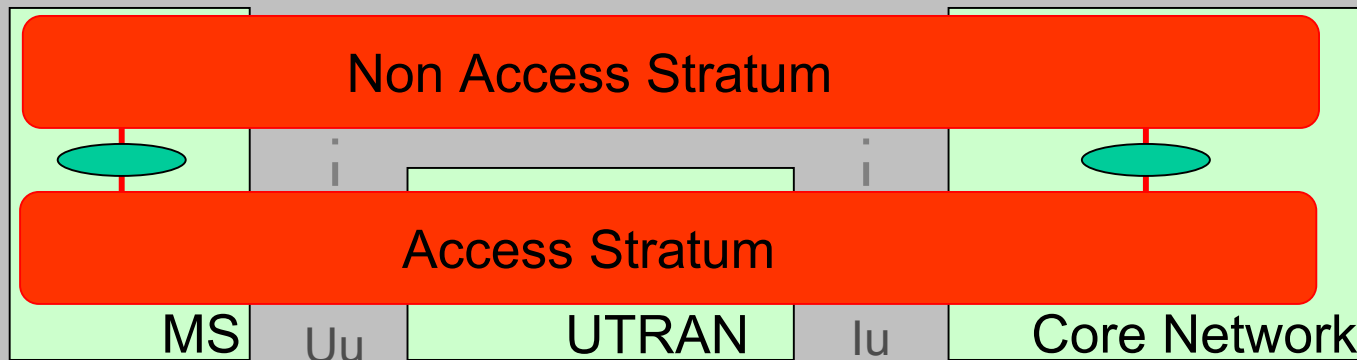 Non Access Stratum
Access Stratum
MS
Uu
UTRAN
Iu
Core Network